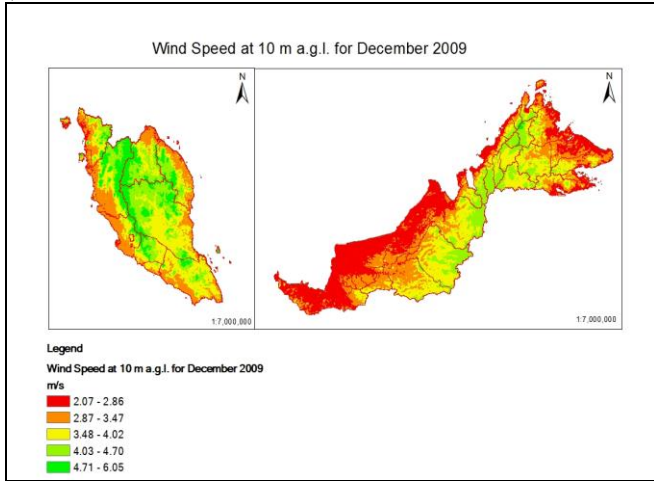 Wind Speed at 10 m a.g.l. for December 2009
N
N
1:7,000,000
1:7,000,000
Legend
Wind Speed at 10 m a.g.l. for December 2009
m/s
2.07 - 2.86
2.87 - 3.47
3.48 - 4.02
4.03 - 4.70
4.71 - 6.05